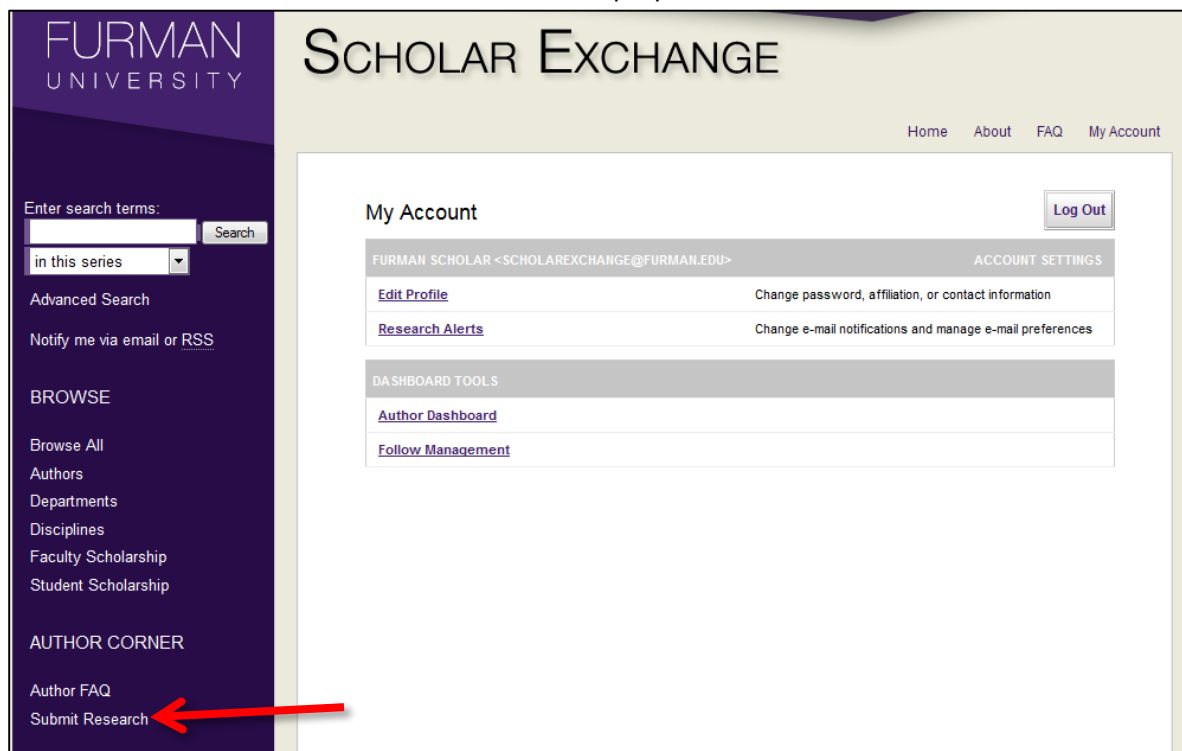 FURMAN
UNIVERSITY
SCHOLAR EXCHANGE
Home About FAQ My Account
Enter search terms:
Search
in this series
Advanced Search
Notify me via email or RSS
BROWSE
Browse All
Authors
Departments
Disciplines
Faculty Scholarship
Student Scholarship
AUTHOR CORNER
Author FAQ
Submit Research
My Account
Log Out
FURMAN SCHOLAR <SCHOLAREXCHANGE@FURMAN.EDU> ACCOUNT SETTINGS
Edit Profile Change password, affiliation, or contact information
Research Alerts Change e-mail notifications and manage e-mail preferences
DASHBOARD TOOLS
Author Dashboard
Follow Management